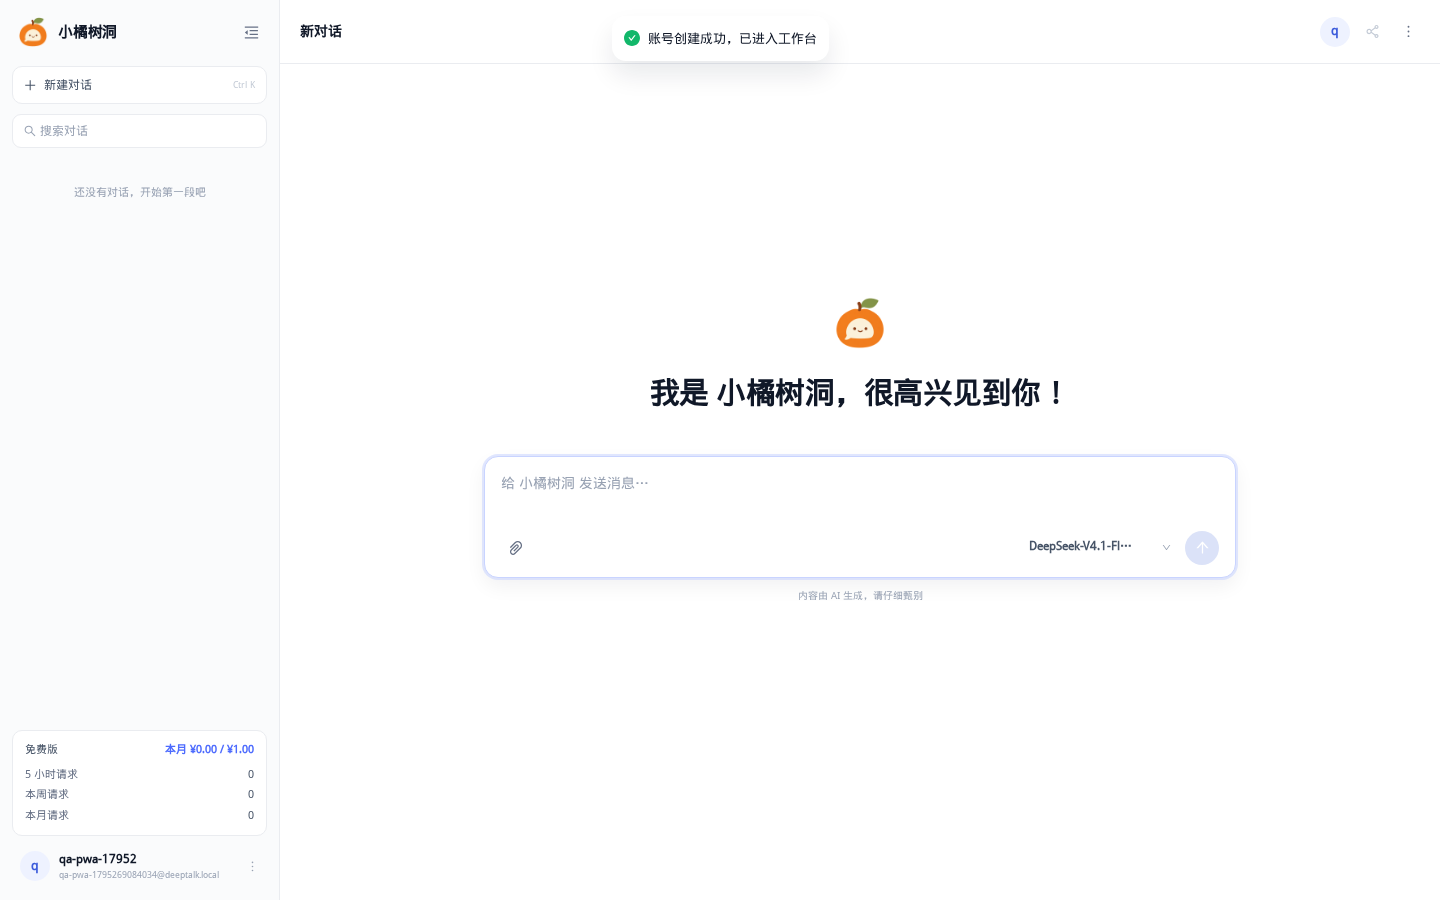 小橘树洞
新建对话
Ctrl K
搜索对话
还没有对话，开始第一段吧
免费版
本月 ¥0.00 / ¥1.00
5 小时请求 0
本周请求 0
本月请求 0
q
qa-pwa-17952
qa-pwa-1795269084034@deeptalk.local
新对话
账号创建成功，已进入工作台
q
我是 小橘树洞，很高兴见到你！
给 小橘树洞 发送消息…
DeepSeek-V4.1-Fl…
内容由 AI 生成，请仔细甄别